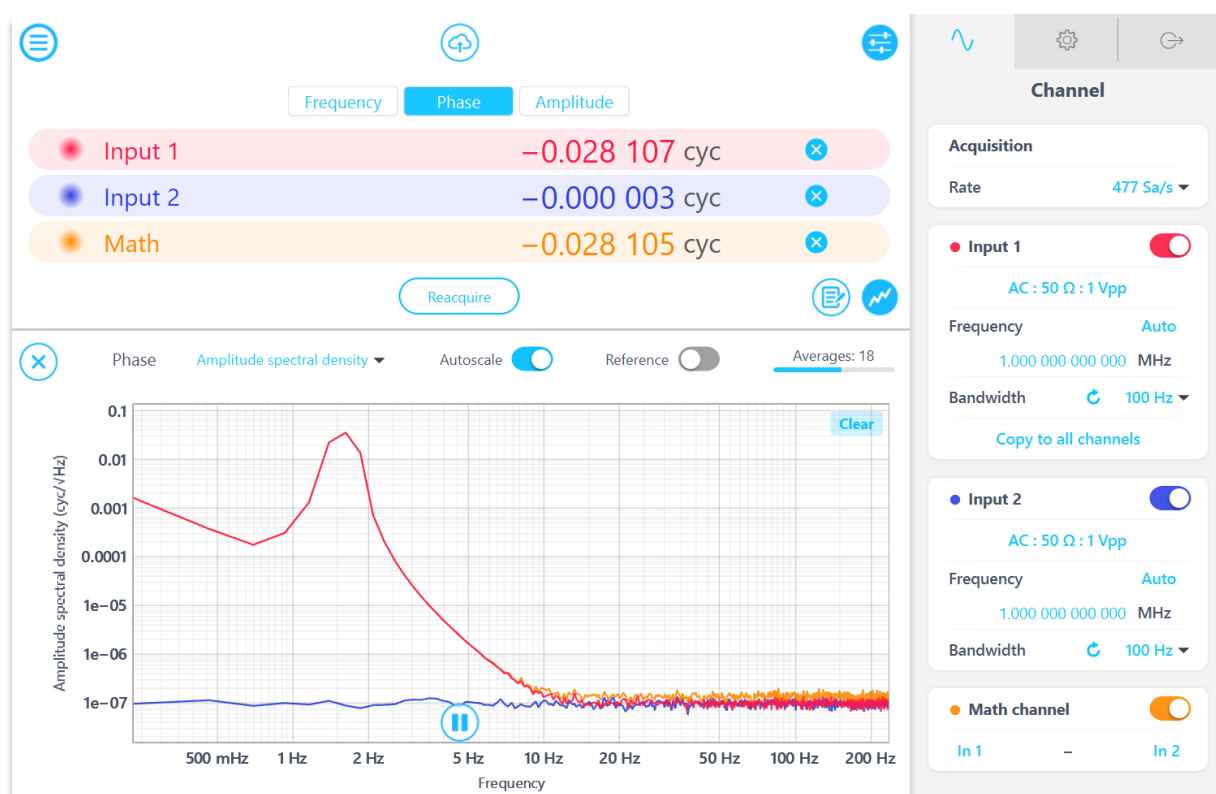 Frequency Phase Amplitude
Input 1 −0.028 107 cyc
Input 2 −0.000 003 cyc
Math −0.028 105 cyc
Reacquire
Phase Amplitude spectral density Autoscale Reference Averages: 18
Clear
Amplitude spectral density (cyc/√Hz)
0.1
0.01
0.001
0.0001
1e−05
1e−06
1e−07
500 mHz 1 Hz 2 Hz 5 Hz 10 Hz 20 Hz 50 Hz 100 Hz 200 Hz
Frequency
Channel
Acquisition
Rate 477 Sa/s
Input 1
AC : 50 Ω : 1 Vpp
Frequency Auto
1.000 000 000 000 MHz
Bandwidth 100 Hz
Copy to all channels
Input 2
AC : 50 Ω : 1 Vpp
Frequency Auto
1.000 000 000 000 MHz
Bandwidth 100 Hz
Math channel
In 1 − In 2